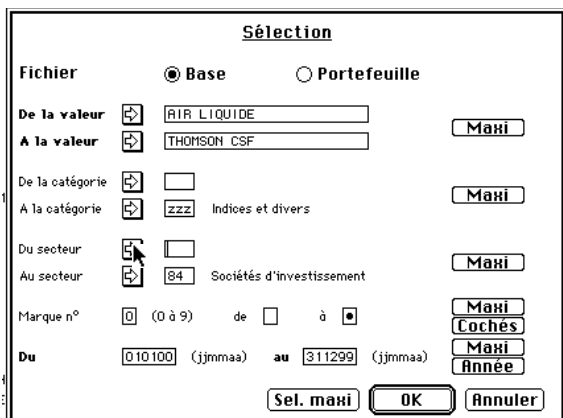 Sélection
Fichier Base Portefeuille
De la valeur AIR LIQUIDE
Maxi
A la valeur THOMSON CSF
De la catégorie
Maxi
A la catégorie zzz Indices et divers
Du secteur
Maxi
Au secteur 84 Sociétés d'investissement
Marque n° 0 (0 à 9) de à
Maxi
Cochés
Du 010100 (jjmmaa) au 311299 (jjmmaa)
Maxi
Année
Sel. maxi OK Annuler